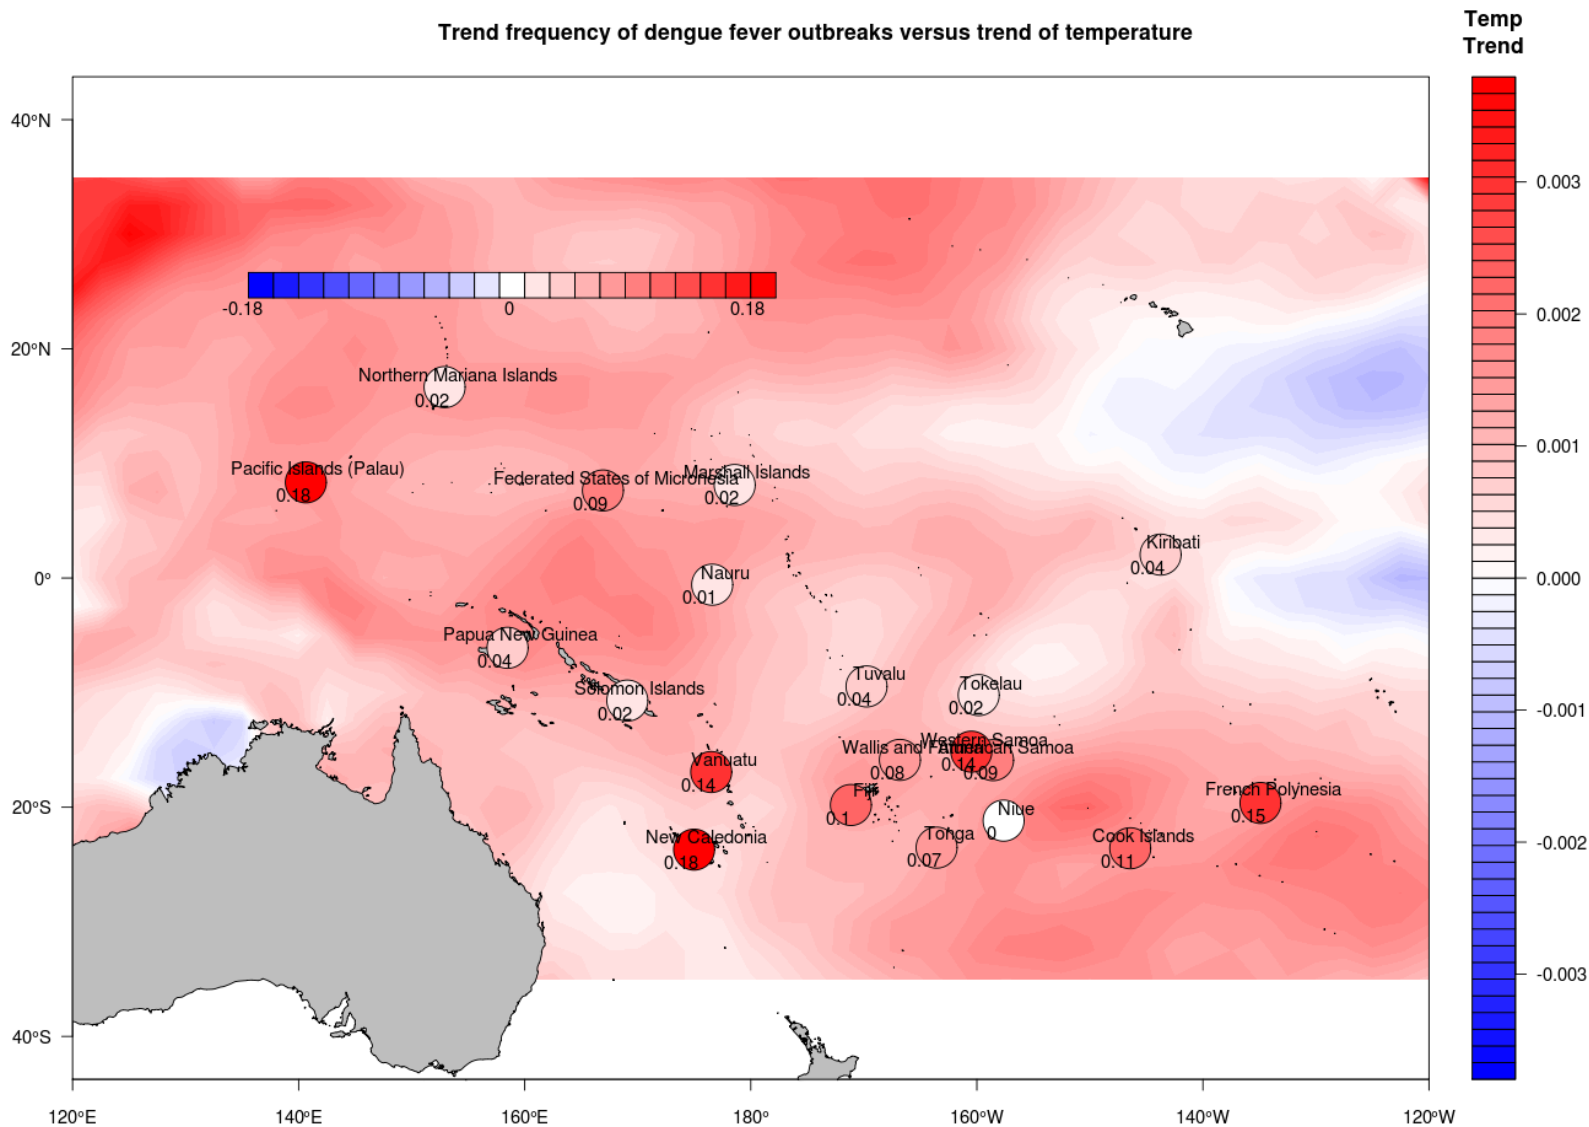 Trend frequency of dengue fever outbreaks versus trend of temperature
Temp
Trend
40°N
20°N
0°
20°S
40°S
-0.18 0 0.18
Northern Mariana Islands
0.02
Pacific Islands (Palau)
0.18
Federated States of Micronesia
0.09
Marshall Islands
0.02
Kiribati
0.04
Nauru
0.01
Papua New Guinea
0.04
Solomon Islands
0.02
Tuvalu
0.04
Tokelau
0.02
Vanuatu
0.14
Wallis and Futuna
0.08
Western Samoa
0.14
American Samoa
0.09
Fiji
0.1
Niue
0
French Polynesia
0.15
New Caledonia
0.18
Tonga
0.07
Cook Islands
0.11
120°E 140°E 160°E 180° 160°W 140°W 120°W
0.003
0.002
0.001
0.000
-0.001
-0.002
-0.003